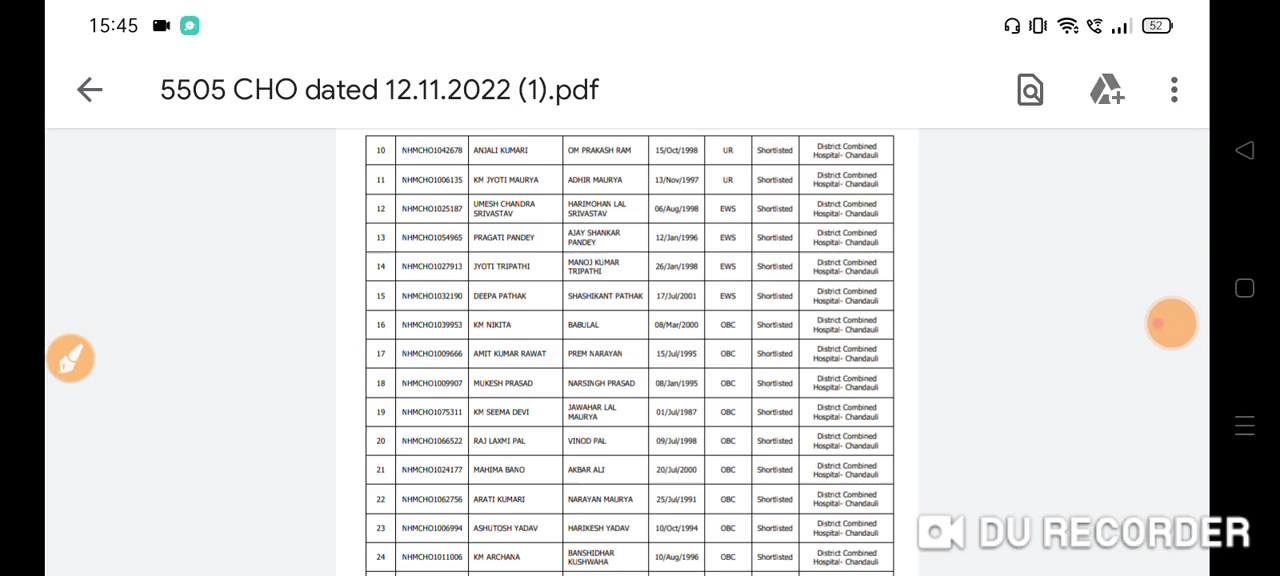 15:45
52
5505 CHO dated 12.11.2022 (1).pdf
10 NHMCHO1042678 ANJALI KUMARI OM PRAKASH RAM 15/Oct/1998 UR Shortlisted District Combined Hospital- Chandauli
11 NHMCHO1006135 KM JYOTI MAURYA ADHIR MAURYA 13/Nov/1997 UR Shortlisted District Combined Hospital- Chandauli
12 NHMCHO1025187 UMESH CHANDRA SRIVASTAV HARIMOHAN LAL SRIVASTAV 06/Aug/1998 EWS Shortlisted District Combined Hospital- Chandauli
13 NHMCHO1054965 PRAGATI PANDEY AJAY SHANKAR PANDEY 12/Jan/1996 EWS Shortlisted District Combined Hospital- Chandauli
14 NHMCHO1027913 JYOTI TRIPATHI MANOJ KUMAR TRIPATHI 26/Jan/1998 EWS Shortlisted District Combined Hospital- Chandauli
15 NHMCHO1032190 DEEPA PATHAK SHASHIKANT PATHAK 17/Jul/2001 EWS Shortlisted District Combined Hospital- Chandauli
16 NHMCHO1039953 KM NIKITA BABULAL 08/Mar/2000 OBC Shortlisted District Combined Hospital- Chandauli
17 NHMCHO1009666 AMIT KUMAR RAWAT PREM NARAYAN 15/Jul/1995 OBC Shortlisted District Combined Hospital- Chandauli
18 NHMCHO1009907 MUKESH PRASAD NARSINGH PRASAD 08/Jan/1995 OBC Shortlisted District Combined Hospital- Chandauli
19 NHMCHO1075311 KM SEEMA DEVI JAWAHAR LAL MAURYA 01/Jul/1987 OBC Shortlisted District Combined Hospital- Chandauli
20 NHMCHO1066522 RAJ LAXMI PAL VINOD PAL 09/Jul/1998 OBC Shortlisted District Combined Hospital- Chandauli
21 NHMCHO1024177 MAHIMA BANO AKBAR ALI 20/Jul/2000 OBC Shortlisted District Combined Hospital- Chandauli
22 NHMCHO1062756 ARATI KUMARI NARAYAN MAURYA 25/Jul/1991 OBC Shortlisted District Combined Hospital- Chandauli
23 NHMCHO1006994 ASHUTOSH YADAV HARIKESH YADAV 10/Oct/1994 OBC Shortlisted District Combined Hospital- Chandauli
24 NHMCHO1011006 KM ARCHANA BANSHIDHAR KUSHWAHA 10/Aug/1996 OBC Shortlisted District Combined Hospital- Chandauli
DU RECORDER